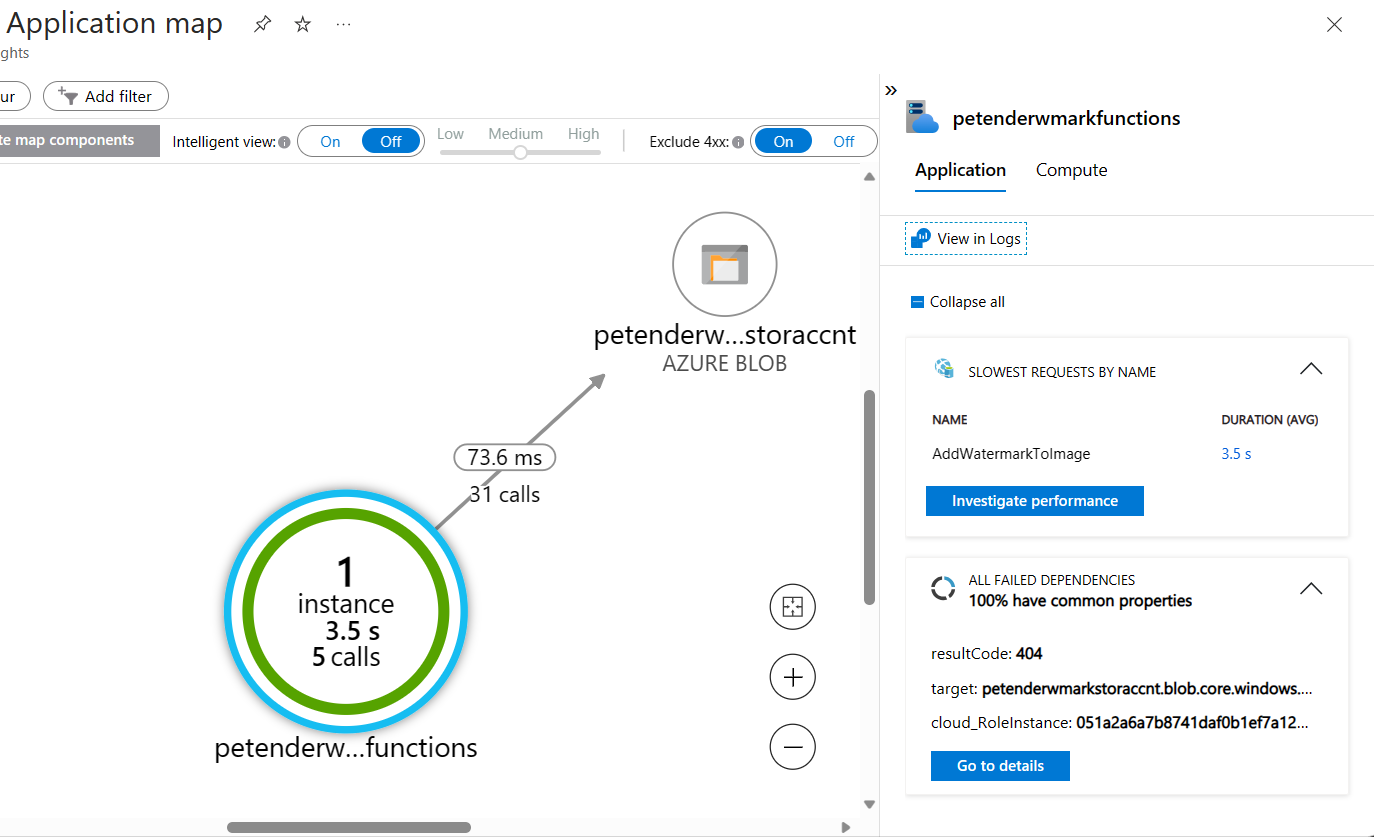 Application map
ghts
ur
Add filter
te map components
Intelligent view:
On
Off
Low
Medium
High
Exclude 4xx:
On
Off
petenderw...storaccnt
AZURE BLOB
73.6 ms
31 calls
1
instance
3.5 s
5 calls
petenderw...functions
petenderwmarkfunctions
Application
Compute
View in Logs
Collapse all
SLOWEST REQUESTS BY NAME
NAME
DURATION (AVG)
AddWatermarkToImage
3.5 s
Investigate performance
ALL FAILED DEPENDENCIES
100% have common properties
resultCode: 404
target: petenderwmarkstoraccnt.blob.core.windows....
cloud_RoleInstance: 051a2a6a7b8741daf0b1ef7a12...
Go to details